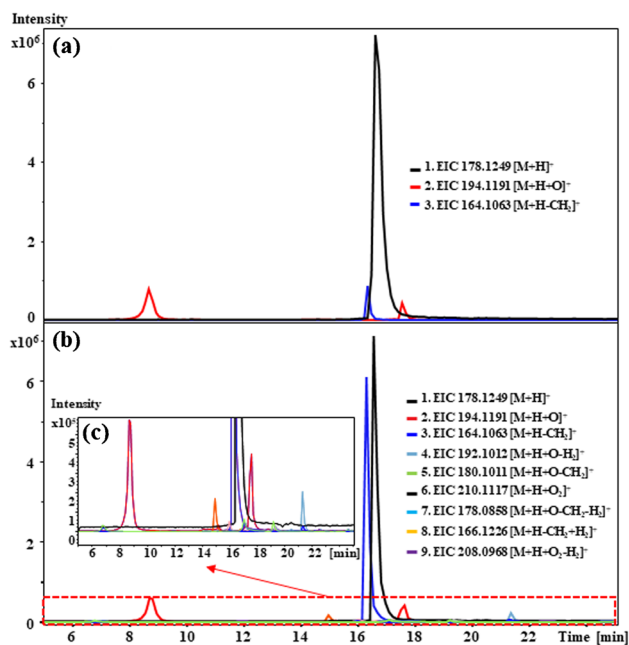 Intensity
x10⁶
(a)
6
4
2
0
1. EIC 178.1249 [M+H]⁺
2. EIC 194.1191 [M+H+O]⁺
3. EIC 164.1063 [M+H-CH₂]⁺
x10⁶
(b)
6
4
2
0
1. EIC 178.1249 [M+H]⁺
2. EIC 194.1191 [M+H+O]⁺
3. EIC 164.1063 [M+H-CH₂]⁺
4. EIC 192.1012 [M+H+O-H₂]⁺
5. EIC 180.1011 [M+H+O-CH₂]⁺
6. EIC 210.1117 [M+H+O₂]⁺
7. EIC 178.0858 [M+H+O-CH₂-H₂]⁺
8. EIC 166.1226 [M+H-CH₂+H₂]⁺
9. EIC 208.0968 [M+H+O₂-H₂]⁺
Intensity
(c)
5
4
3
2
1
0
6 8 10 12 14 16 18 19 21 [min]
6 8 10 12 14 16 18 20 22 Time [min]